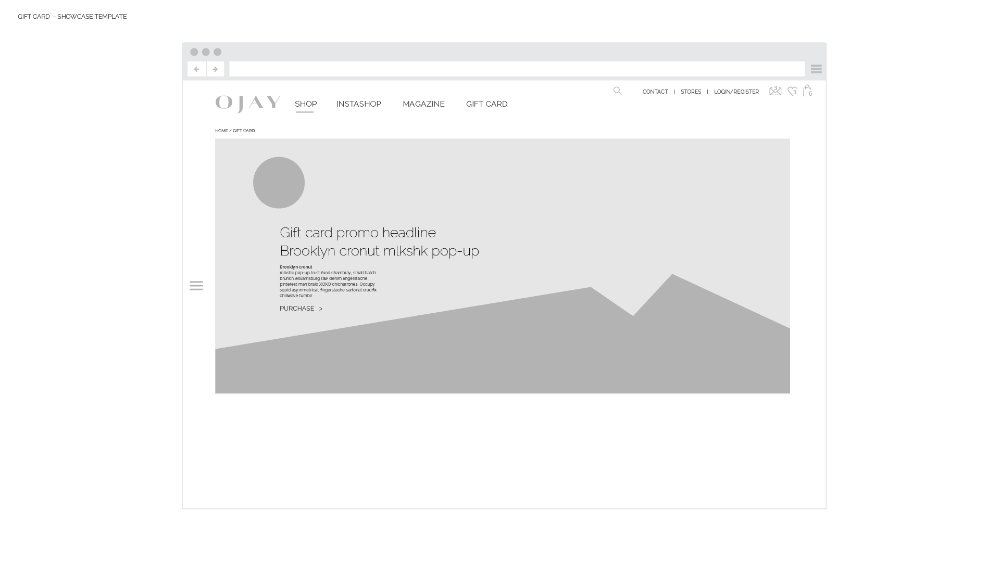 GIFT CARD - SHOWCASE TEMPLATE
CONTACT | STORES | LOGIN/REGISTER 3 3 6
OJAY SHOP INSTASHOP MAGAZINE GIFT CARD
HOME / GIFT CARD
Gift card promo headline
Brooklyn cronut mlkshk pop-up
Brooklyn cronut
mlkshk pop-up trust fund chambray, small batch
brunch williamsburg raw denim fingerstache
pinterest man braid XOXO chicharrones. Occupy
squid asymmetrical, fingerstache sartorial crucifix
chillwave tumblr
PURCHASE >